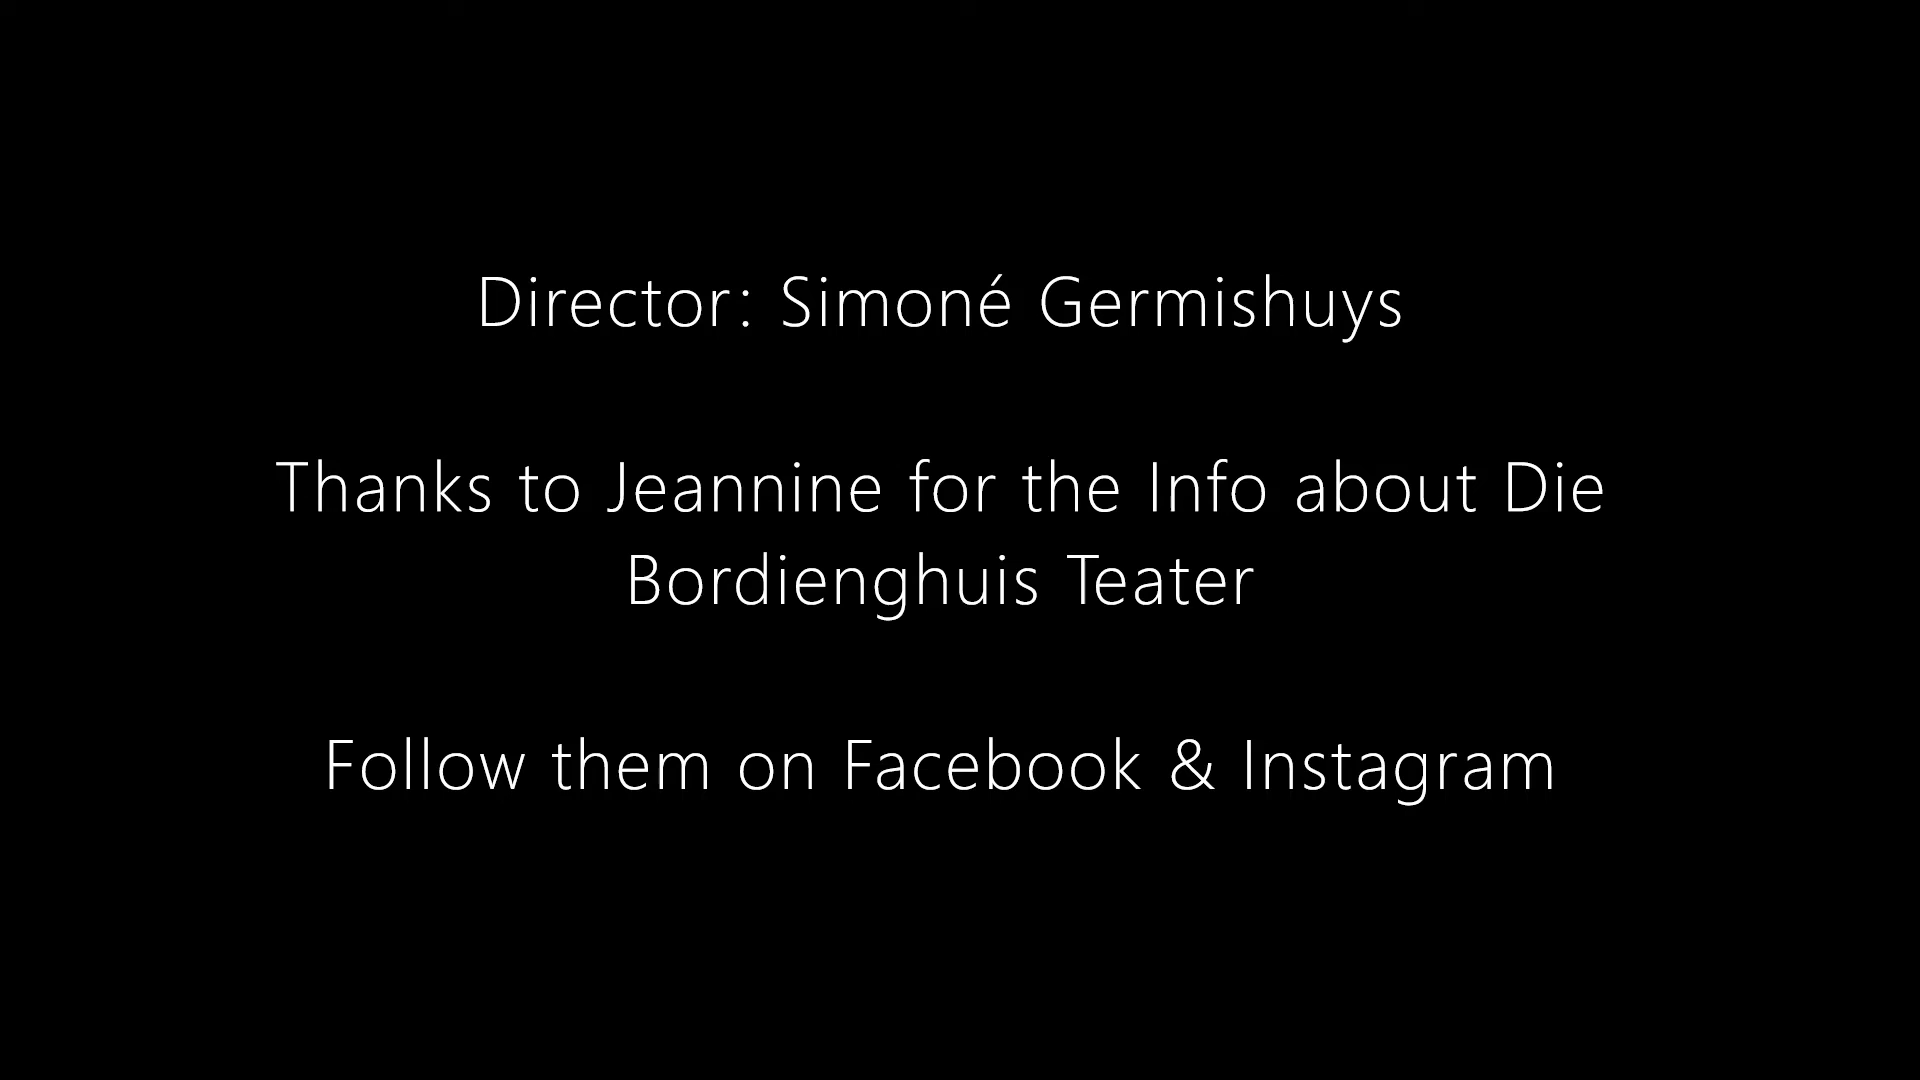 Director: Simoné Germishuys
Thanks to Jeannine for the Info about Die
Bordienghuis Teater
Follow them on Facebook & Instagram